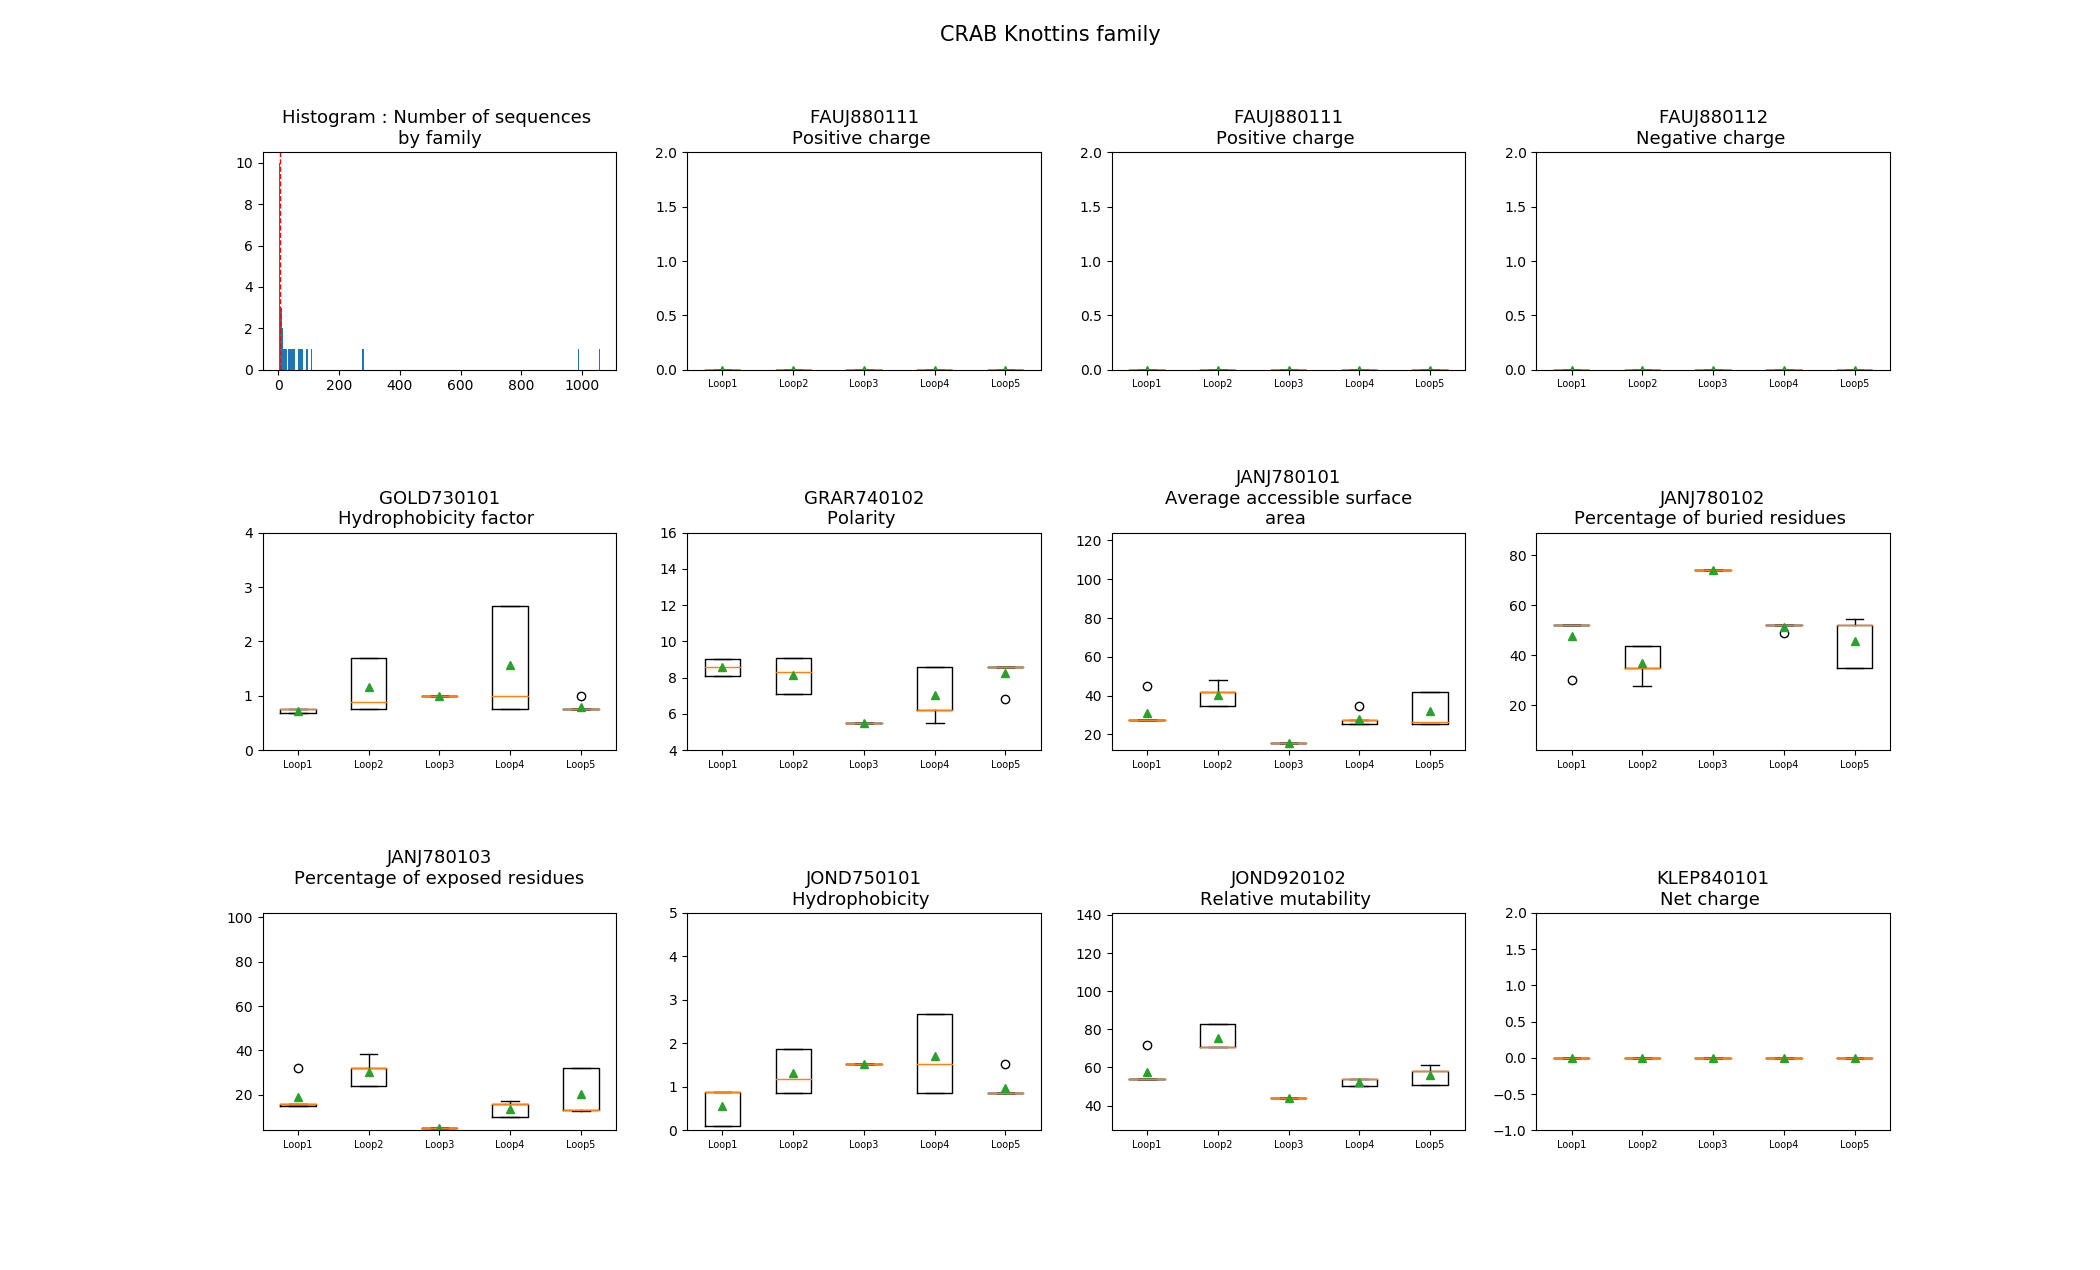 CRAB Knottins family
Histogram : Number of sequences
by family
10
8
6
4
2
0
0 200 400 600 800 1000
FAUJ880111
Positive charge
2.0
1.5
1.0
0.5
0.0
Loop1 Loop2 Loop3 Loop4 Loop5
FAUJ880111
Positive charge
2.0
1.5
1.0
0.5
0.0
Loop1 Loop2 Loop3 Loop4 Loop5
FAUJ880112
Negative charge
2.0
1.5
1.0
0.5
0.0
Loop1 Loop2 Loop3 Loop4 Loop5
GOLD730101
Hydrophobicity factor
4
3
2
1
0
Loop1 Loop2 Loop3 Loop4 Loop5
GRAR740102
Polarity
16
14
12
10
8
6
4
Loop1 Loop2 Loop3 Loop4 Loop5
JANJ780101
Average accessible surface
area
120
100
80
60
40
20
Loop1 Loop2 Loop3 Loop4 Loop5
JANJ780102
Percentage of buried residues
80
60
40
20
Loop1 Loop2 Loop3 Loop4 Loop5
JANJ780103
Percentage of exposed residues
100
80
60
40
20
Loop1 Loop2 Loop3 Loop4 Loop5
JOND750101
Hydrophobicity
5
4
3
2
1
0
Loop1 Loop2 Loop3 Loop4 Loop5
JOND920102
Relative mutability
140
120
100
80
60
40
Loop1 Loop2 Loop3 Loop4 Loop5
KLEP840101
Net charge
2.0
1.5
1.0
0.5
0.0
−0.5
−1.0
Loop1 Loop2 Loop3 Loop4 Loop5